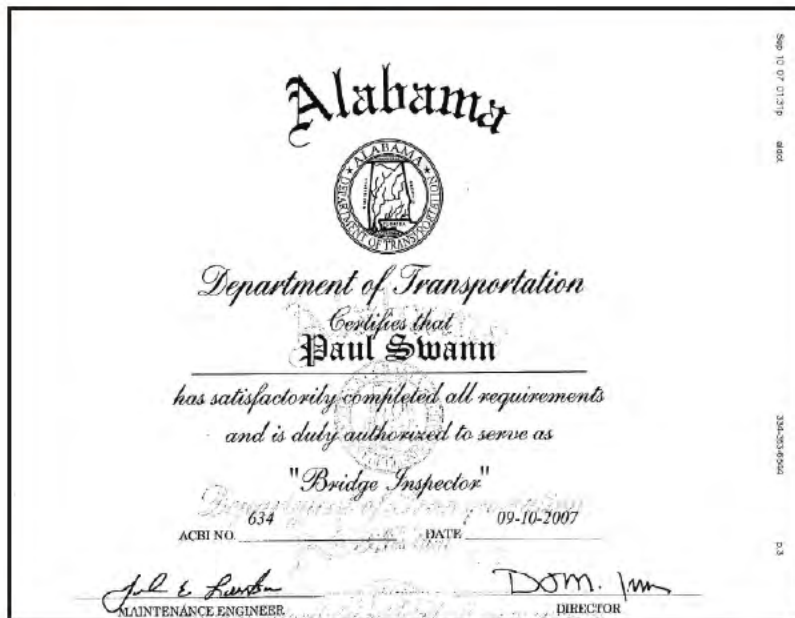 Alabama
ALABAMA
DEPARTMENT OF TRANSPORTATION
Department of Transportation
Certifies that
Paul Swann
has satisfactorily completed all requirements
and is duly authorized to serve as
"Bridge Inspector"
ACBI NO. 634 DATE 09-10-2007
MAINTENANCE ENGINEER DIRECTOR
Sep 10 07 01:31p aldot
334-353-6544
p.3